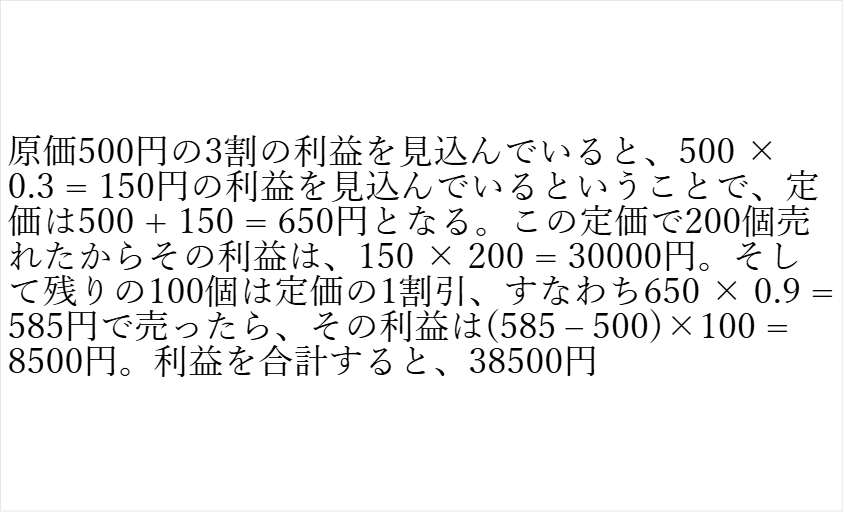 原価500円の3割の利益を見込んでいると、500 ×
0.3 = 150円の利益を見込んでいるということで、定
価は500 + 150 = 650円となる。この定価で200個売
れたからその利益は、150 × 200 = 30000円。そし
て残りの100個は定価の1割引、すなわち650 × 0.9 =
585円で売ったら、その利益は(585 – 500)×100 =
8500円。利益を合計すると、38500円